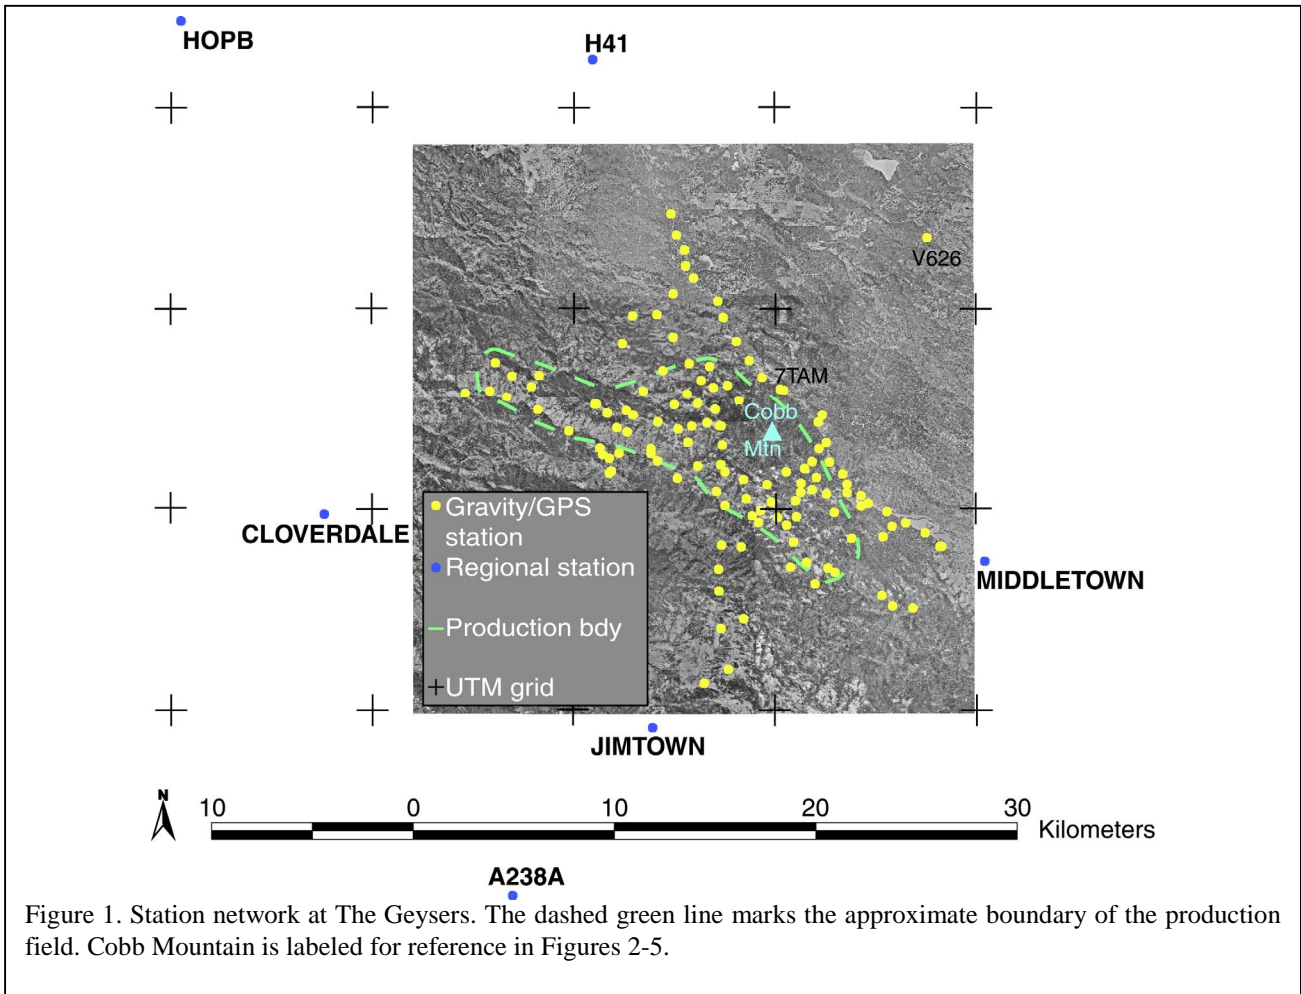 HOPB
H41
V626
7TAM
Cobb
Mtn
Gravity/GPS
station
Regional station
Production bdy
UTM grid
CLOVERDALE
MIDDLETOWN
JIMTOWN
N
10 0 10 20 30
Kilometers
A238A
Figure 1. Station network at The Geysers. The dashed green line marks the approximate boundary of the production
field. Cobb Mountain is labeled for reference in Figures 2-5.